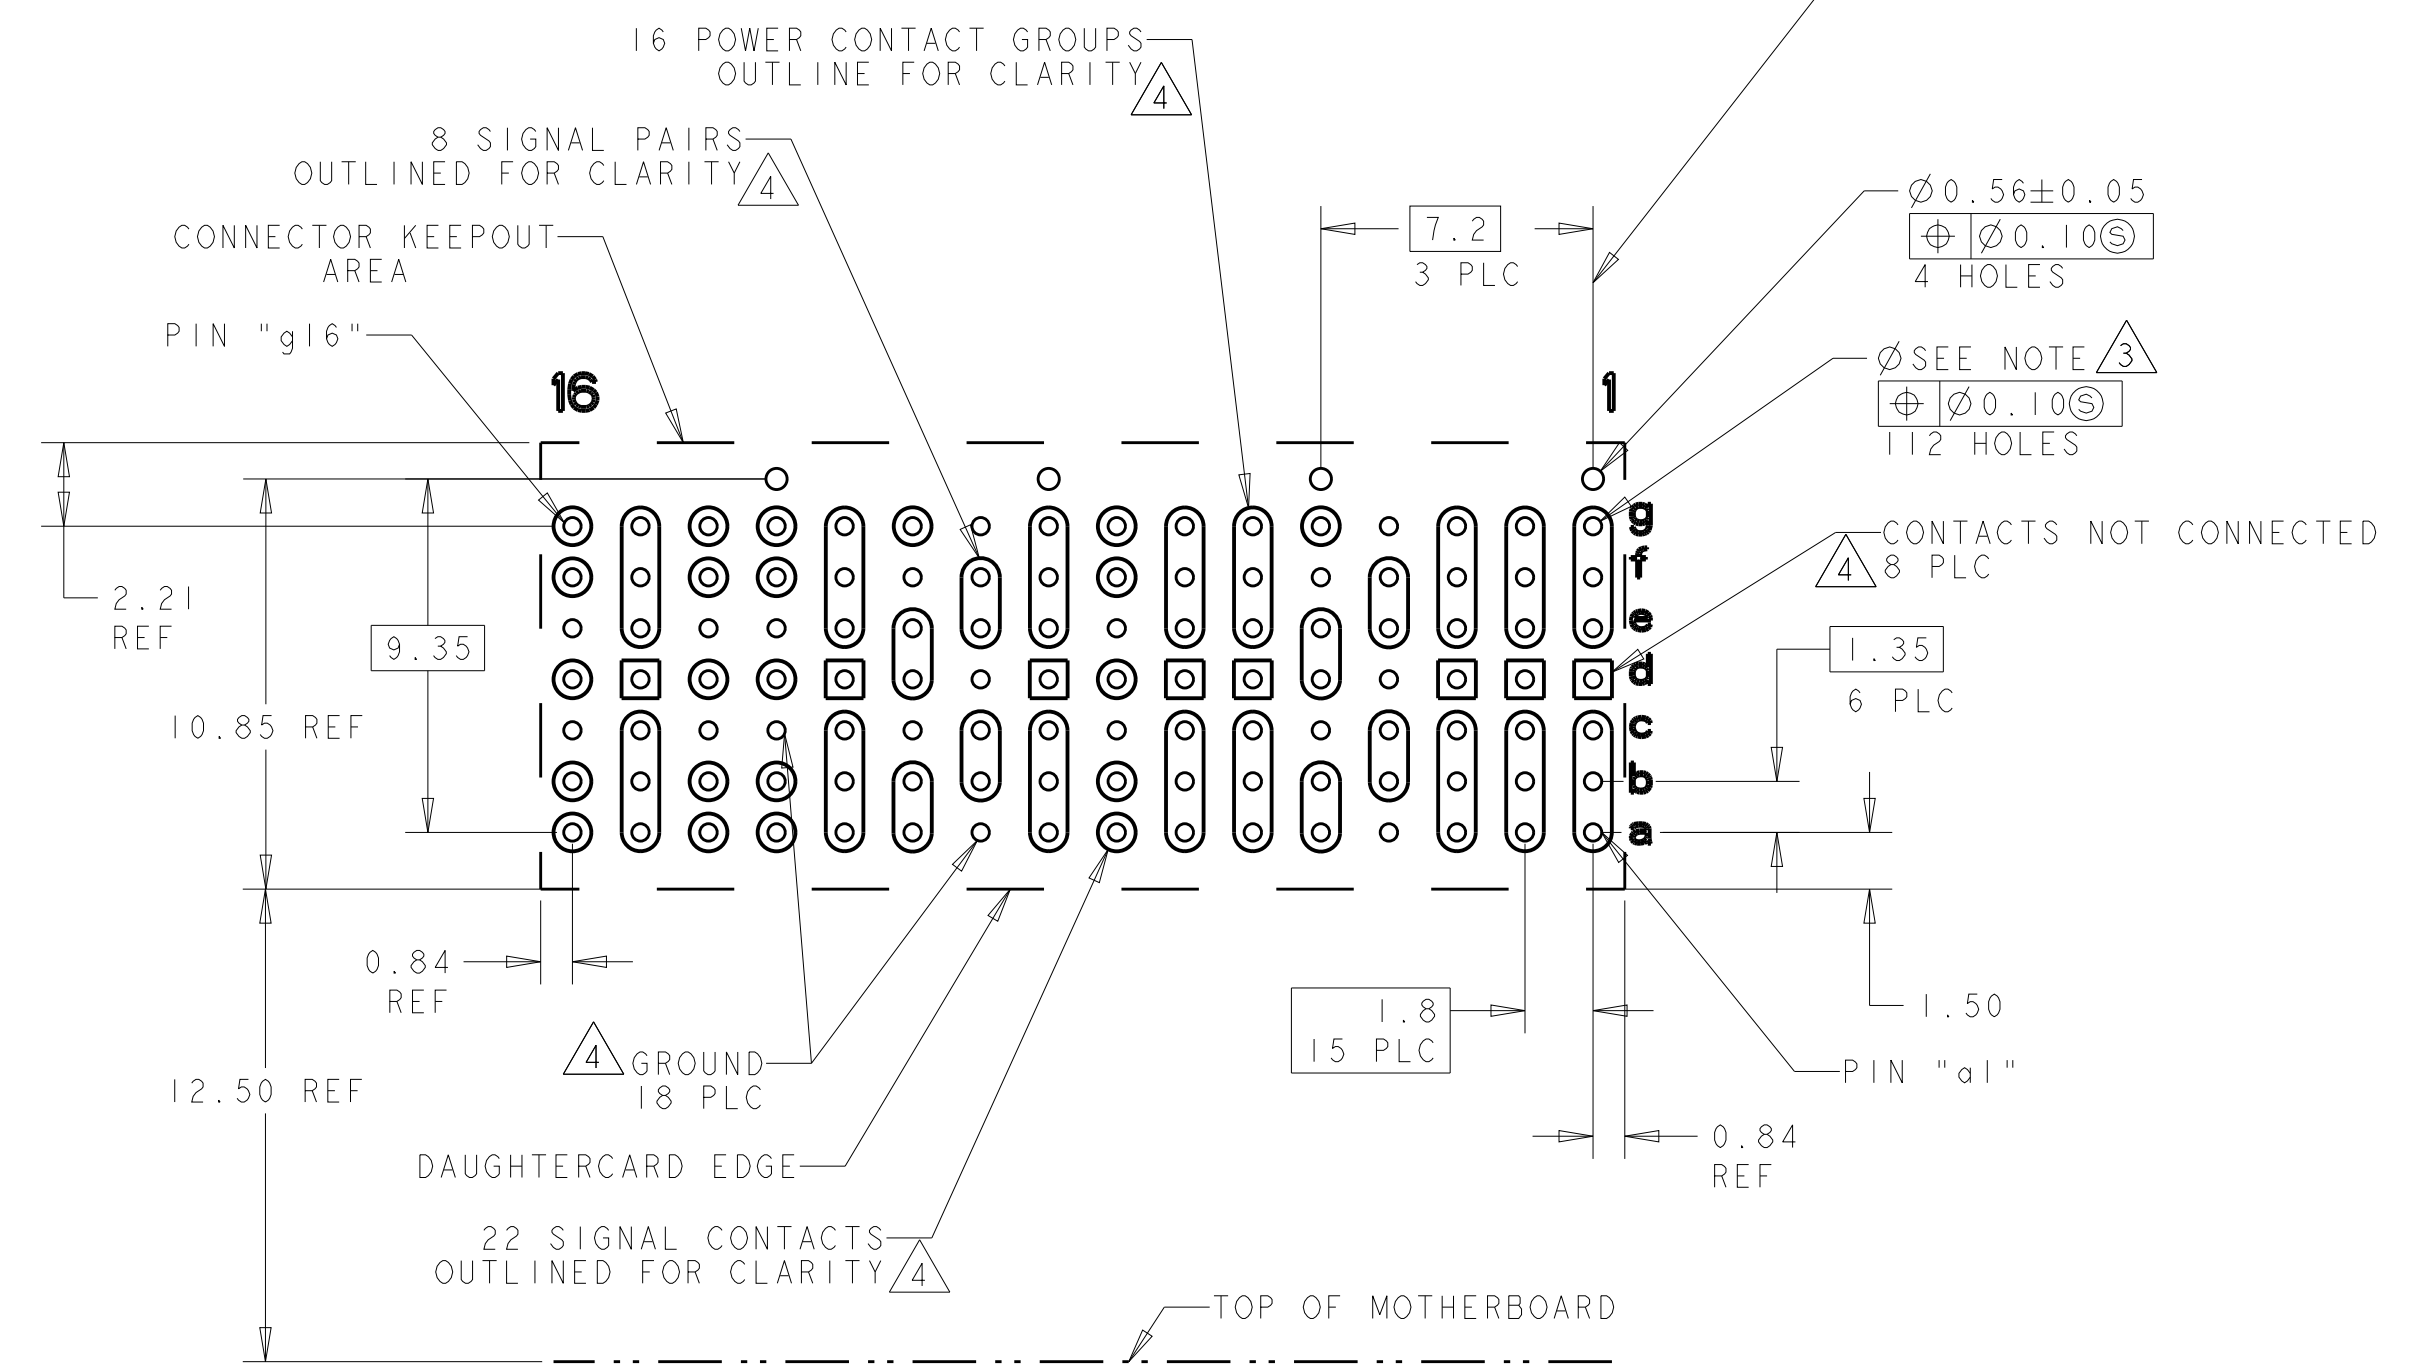 16 POWER CONTACT GROUPS
OUTLINE FOR CLARITY
4
8 SIGNAL PAIRS
OUTLINED FOR CLARITY
4
CONNECTOR KEEPOUT
AREA
PIN "g16"
7.2
3 PLC
Ø0.56±0.05
⌖ Ø0.10Ⓢ
4 HOLES
ØSEE NOTE 3
⌖ Ø0.10Ⓢ
112 HOLES
16
1
g
f
e
d
c
b
a
CONTACTS NOT CONNECTED
4
8 PLC
2.21
REF
9.35
10.85 REF
1.35
6 PLC
0.84
REF
1.8
15 PLC
1.50
4
GROUND
18 PLC
PIN "a1"
12.50 REF
0.84
REF
DAUGHTERCARD EDGE
22 SIGNAL CONTACTS
OUTLINED FOR CLARITY
4
TOP OF MOTHERBOARD